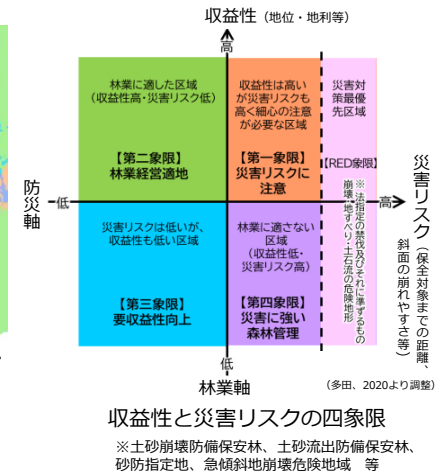 収益性（地位・地利等）
高
林業に適した区域
（収益性高・災害リスク低）
【第二象限】
林業経営適地
収益性は高い
が災害リスクも
高く細心の注意
が必要な区域
【第一象限】
災害リスクに
注意
災害対
策最優
先区域
【RED象限】
※法指定の禁伐及びそれに準ずるもの
崩壊・地すべり・土石流の危険地形
防災軸
低
高
災害リスク（保全対象までの距離、
斜面の崩れやすさ等）
災害リスクは低いが、
収益性も低い区域
【第三象限】
要収益性向上
林業に適さない
区域
（収益性低・
災害リスク高）
【第四象限】
災害に強い
森林管理
低
林業軸
（多田、2020より調整）
収益性と災害リスクの四象限
※土砂崩壊防備保安林、土砂流出防備保安林、
砂防指定地、急傾斜地崩壊危険地域　等